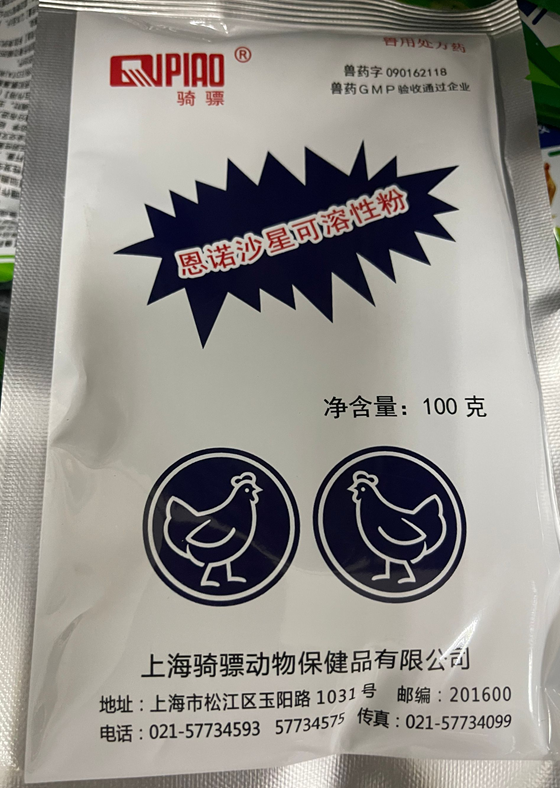 QIPIAO®
骑骠
兽用处方药
兽药字 090162118
兽药GMP验收通过企业
恩诺沙星可溶性粉
净含量：100 克
上海骑骠动物保健品有限公司
地址：上海市松江区玉阳路 1031 号 邮编：201600
电话：021-57734593 57734575 传真：021-57734099